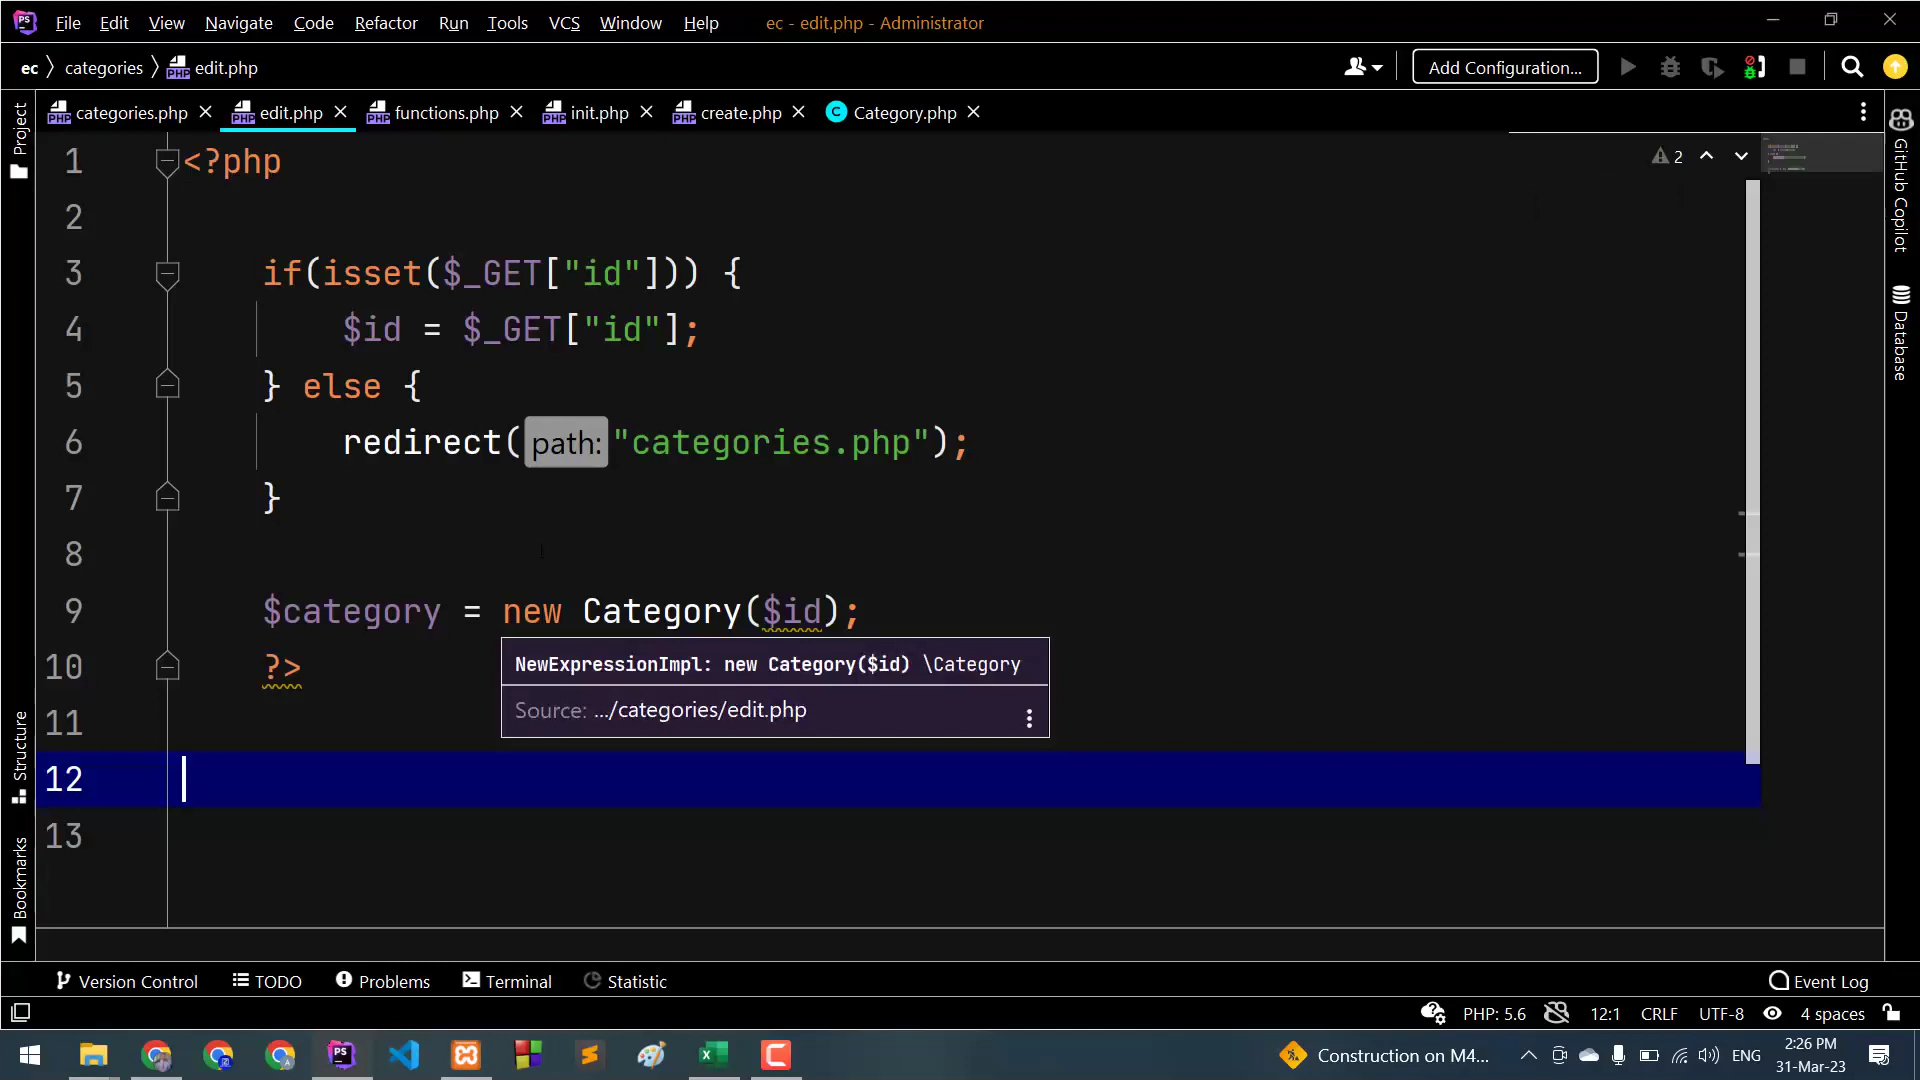 PS File Edit View Navigate Code Refactor Run Tools VCS Window Help ec - edit.php - Administrator
ec categories edit.php Add Configuration...
categories.php edit.php functions.php init.php create.php Category.php
Project
GitHub Copilot
Database
2
1 <?php
2
3 if(isset($_GET["id"])) {
4 $id = $_GET["id"];
5 } else {
6 redirect( path: "categories.php");
7 }
8
9 $category = new Category($id);
NewExpressionImpl: new Category($id) \Category
10 ?>
Source: .../categories/edit.php
11
12
13
Structure
Bookmarks
Version Control TODO Problems Terminal Statistic Event Log
PHP: 5.6 12:1 CRLF UTF-8 4 spaces
Construction on M4... ENG 2:26 PM
31-Mar-23